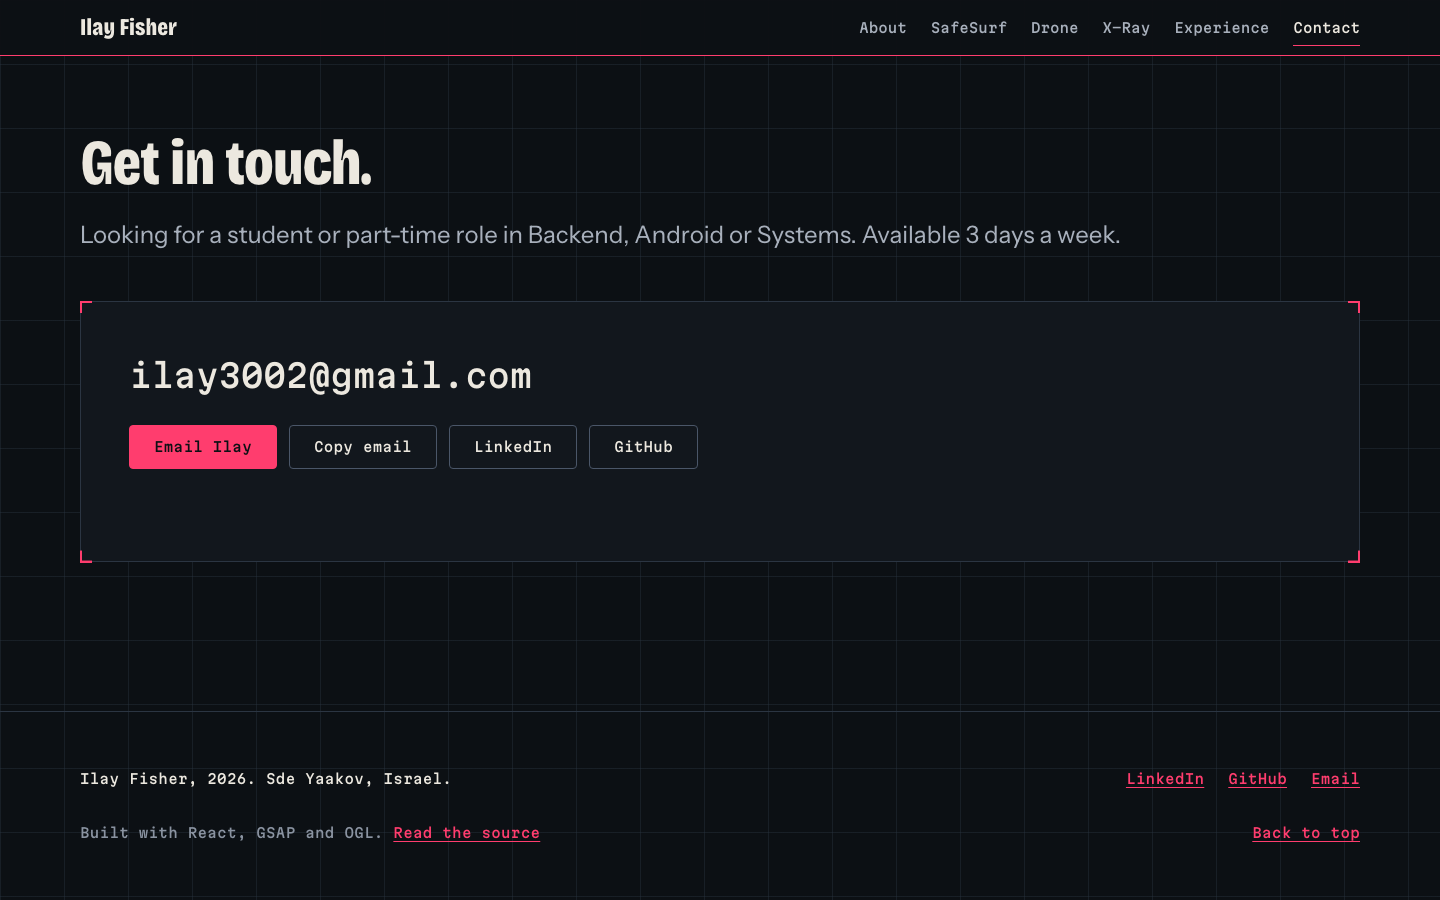 Ilay Fisher
About SafeSurf Drone X-Ray Experience Contact
Get in touch.
Looking for a student or part-time role in Backend, Android or Systems. Available 3 days a week.
ilay3002@gmail.com
Email Ilay Copy email LinkedIn GitHub
Ilay Fisher, 2026. Sde Yaakov, Israel.
LinkedIn GitHub Email
Built with React, GSAP and OGL. Read the source
Back to top